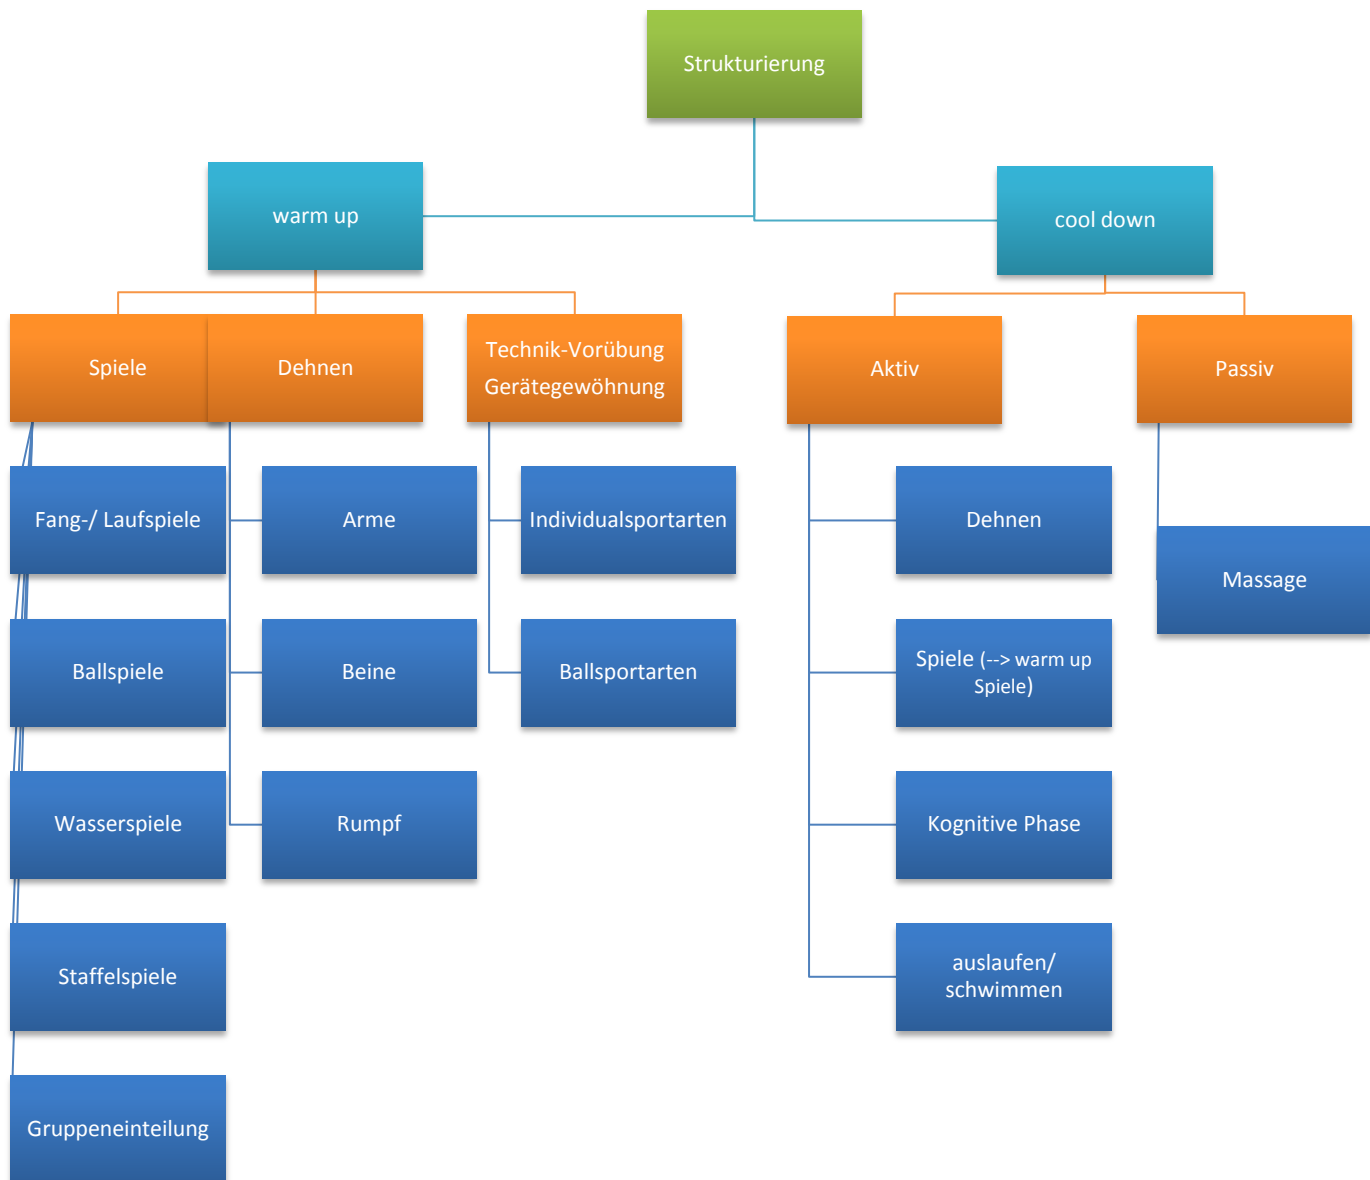 Strukturierung
warm up
cool down
Spiele
Dehnen
Technik-Vorübung
Gerätegewöhnung
Aktiv
Passiv
Fang-/ Laufspiele
Arme
Individualsportarten
Dehnen
Massage
Ballspiele
Beine
Ballsportarten
Spiele (--> warm up
Spiele)
Wasserspiele
Rumpf
Kognitive Phase
Staffelspiele
auslaufen/
schwimmen
Gruppeneinteilung